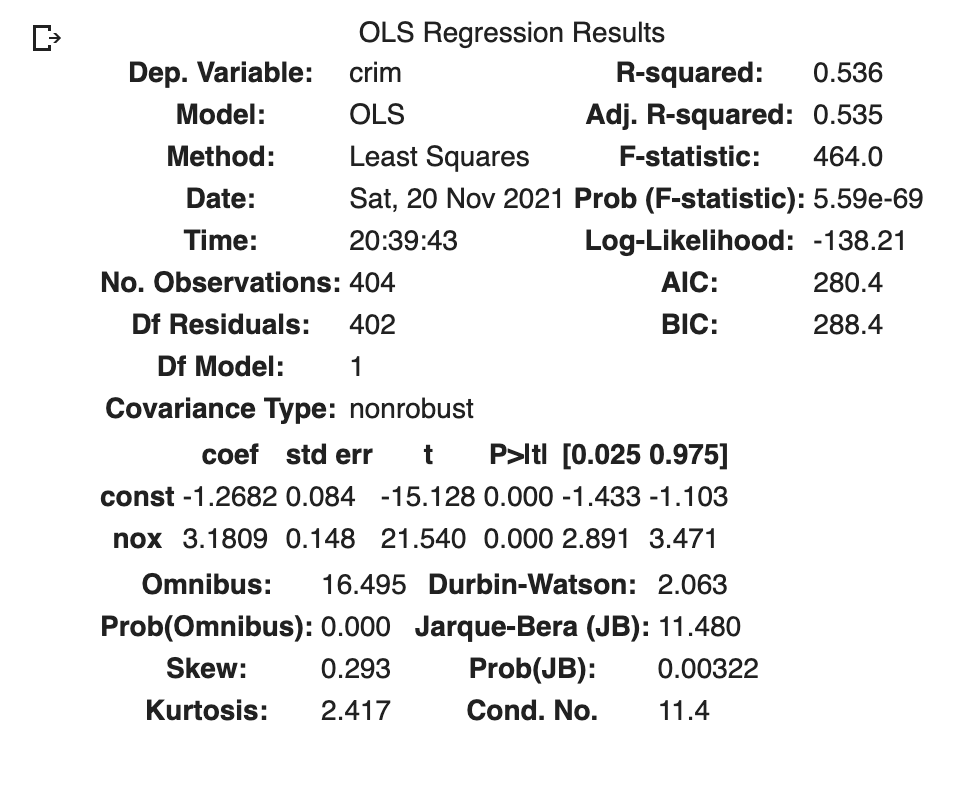 OLS Regression Results
Dep. Variable: crim R-squared: 0.536
Model: OLS Adj. R-squared: 0.535
Method: Least Squares F-statistic: 464.0
Date: Sat, 20 Nov 2021 Prob (F-statistic): 5.59e-69
Time: 20:39:43 Log-Likelihood: -138.21
No. Observations: 404 AIC: 280.4
Df Residuals: 402 BIC: 288.4
Df Model: 1
Covariance Type: nonrobust
coef std err t P>|t| [0.025 0.975]
const -1.2682 0.084 -15.128 0.000 -1.433 -1.103
nox 3.1809 0.148 21.540 0.000 2.891 3.471
Omnibus: 16.495 Durbin-Watson: 2.063
Prob(Omnibus): 0.000 Jarque-Bera (JB): 11.480
Skew: 0.293 Prob(JB): 0.00322
Kurtosis: 2.417 Cond. No. 11.4